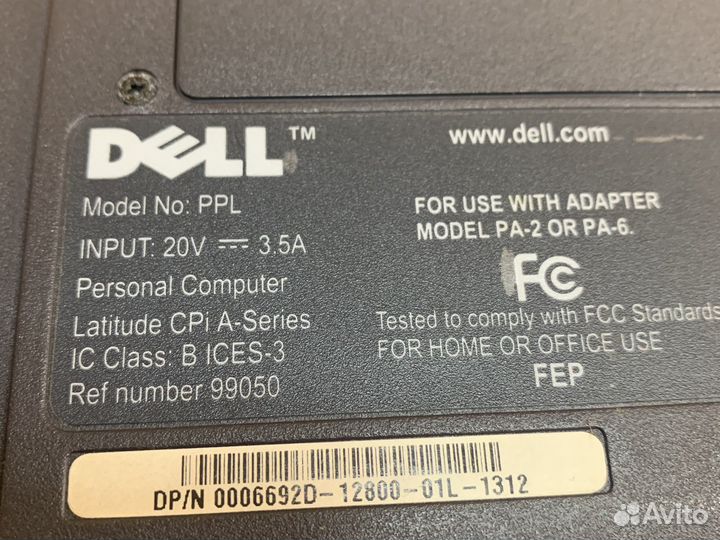 DELL™
www.dell.com
Model No: PPL
INPUT: 20V ⎓ 3.5A
Personal Computer
Latitude CPi A-Series
IC Class: B ICES-3
Ref number 99050
FOR USE WITH ADAPTER
MODEL PA-2 OR PA-6.
FC
Tested to comply with FCC Standards
FOR HOME OR OFFICE USE
FEP
DP/N 0006692D-12800-01L-1312
Avito